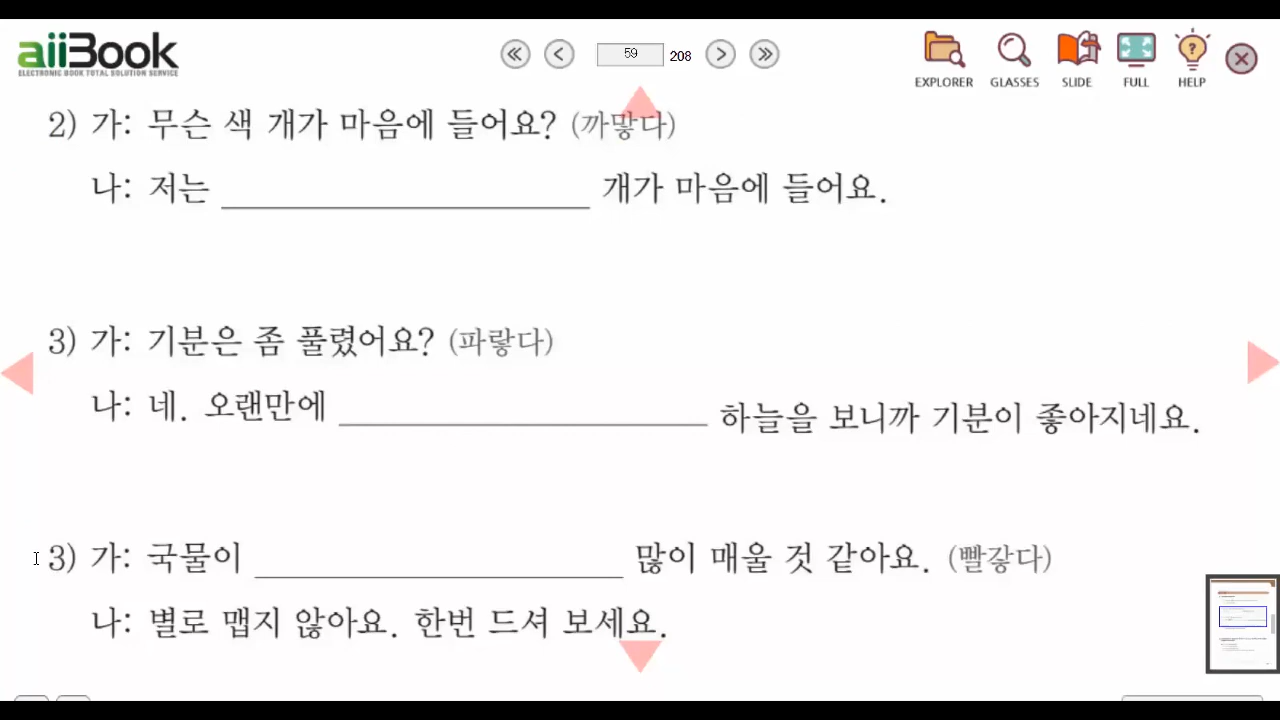 aiiBook
ELECTRONIC BOOK TOTAL SOLUTION SERVICE
59 208
EXPLORER GLASSES SLIDE FULL HELP
2) 가: 무슨 색 개가 마음에 들어요? (까맣다)
나: 저는 ____________ 개가 마음에 들어요.
3) 가: 기분은 좀 풀렸어요? (파랗다)
나: 네. 오랜만에 ____________ 하늘을 보니까 기분이 좋아지네요.
3) 가: 국물이 ____________ 많이 매울 것 같아요. (빨갛다)
나: 별로 맵지 않아요. 한번 드셔 보세요.